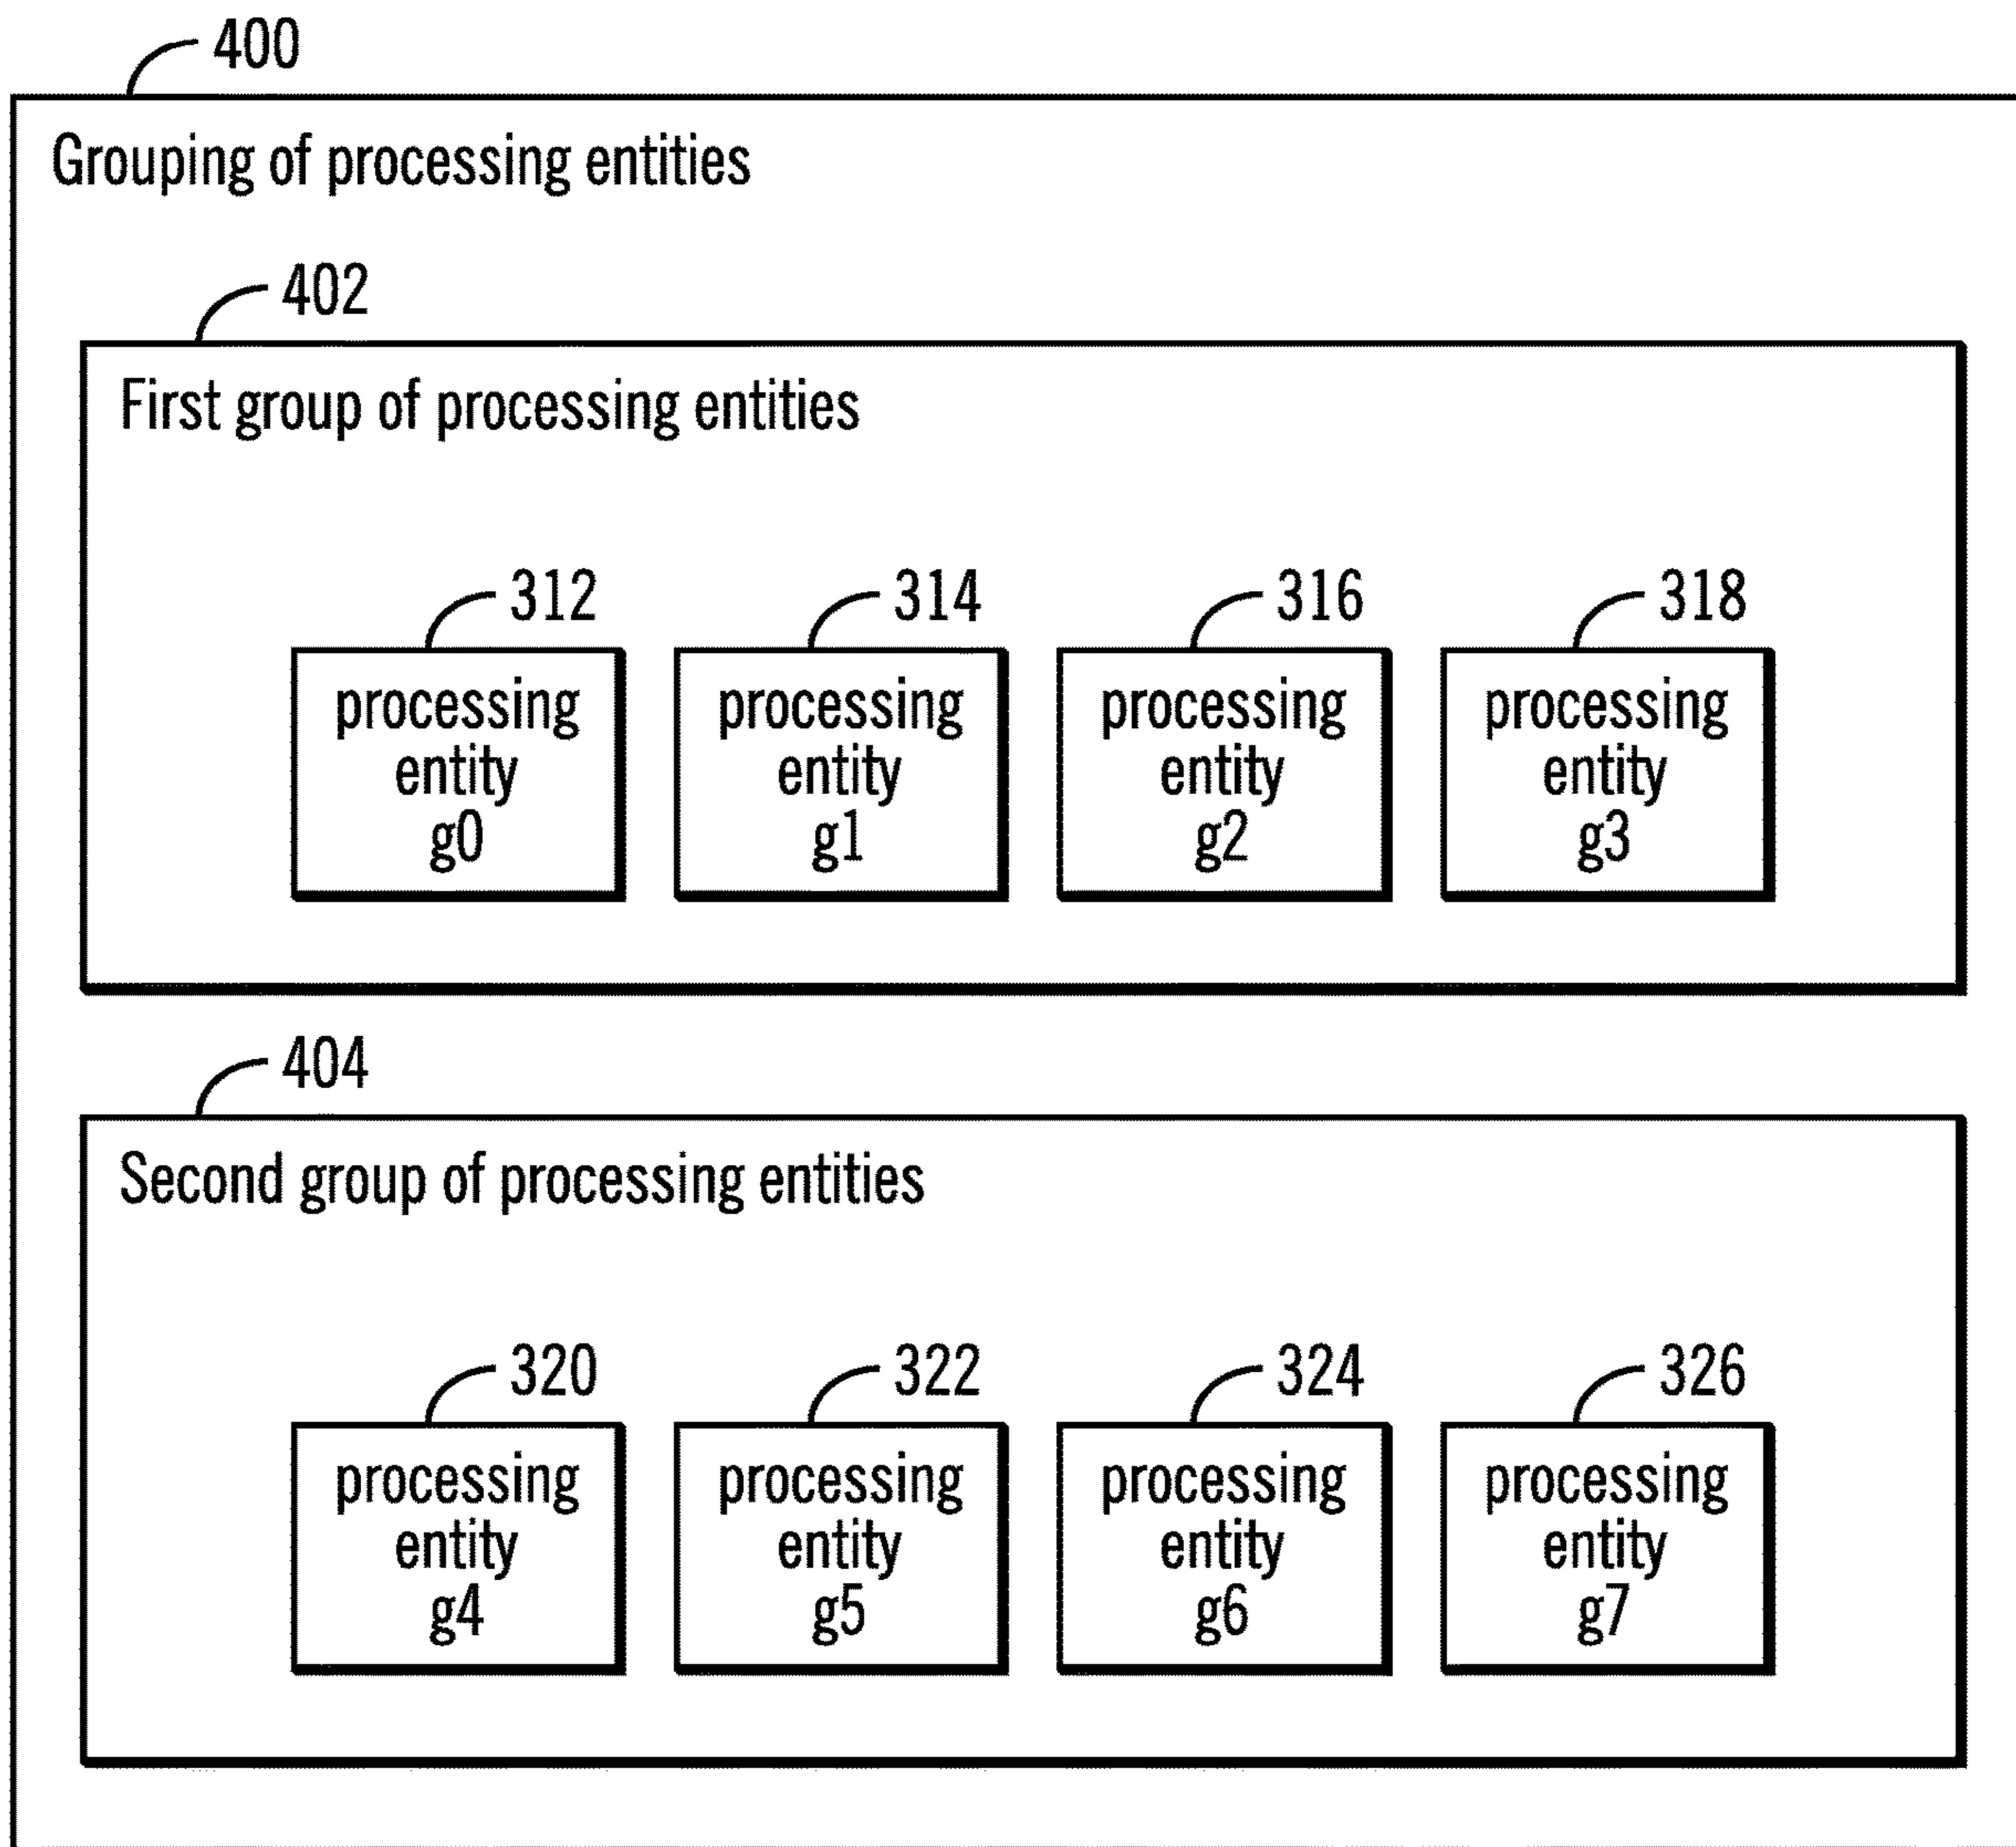 400
Grouping of processing entities
402
First group of processing entities
312
314
316
318
processing
entity
g0
processing
entity
g1
processing
entity
g2
processing
entity
g3
404
Second group of processing entities
320
322
324
326
processing
entity
g4
processing
entity
g5
processing
entity
g6
processing
entity
g7